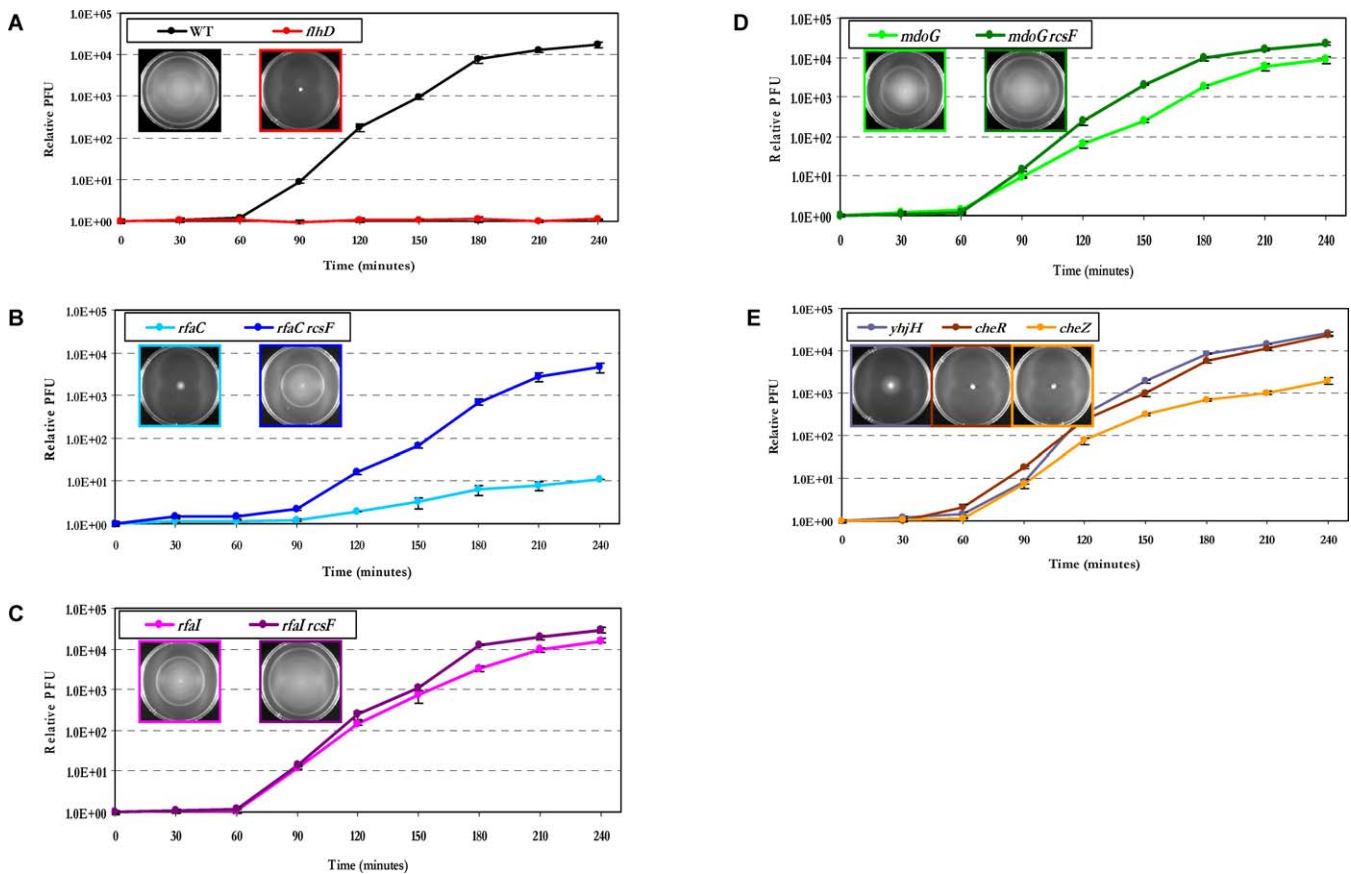 A
WT flhD
1.0E+05
1.0E+04
1.0E+03
1.0E+02
1.0E+01
1.0E+00
Relative PFU
0 30 60 90 120 150 180 210 240
Time (minutes)
B
rfaC rfaC rcsF
1.0E+05
1.0E+04
1.0E+03
1.0E+02
1.0E+01
1.0E+00
Relative PFU
0 30 60 90 120 150 180 210 240
Time (minutes)
C
rfaI rfaI rcsF
1.0E+05
1.0E+04
1.0E+03
1.0E+02
1.0E+01
1.0E+00
Relative PFU
0 30 60 90 120 150 180 210 240
Time (minutes)
D
mdoG mdoG rcsF
1.0E+05
1.0E+04
1.0E+03
1.0E+02
1.0E+01
1.0E+00
Relative PFU
0 30 60 90 120 150 180 210 240
Time (minutes)
E
yhjH cheR cheZ
1.0E+05
1.0E+04
1.0E+03
1.0E+02
1.0E+01
1.0E+00
Relative PFU
0 30 60 90 120 150 180 210 240
Time (minutes)